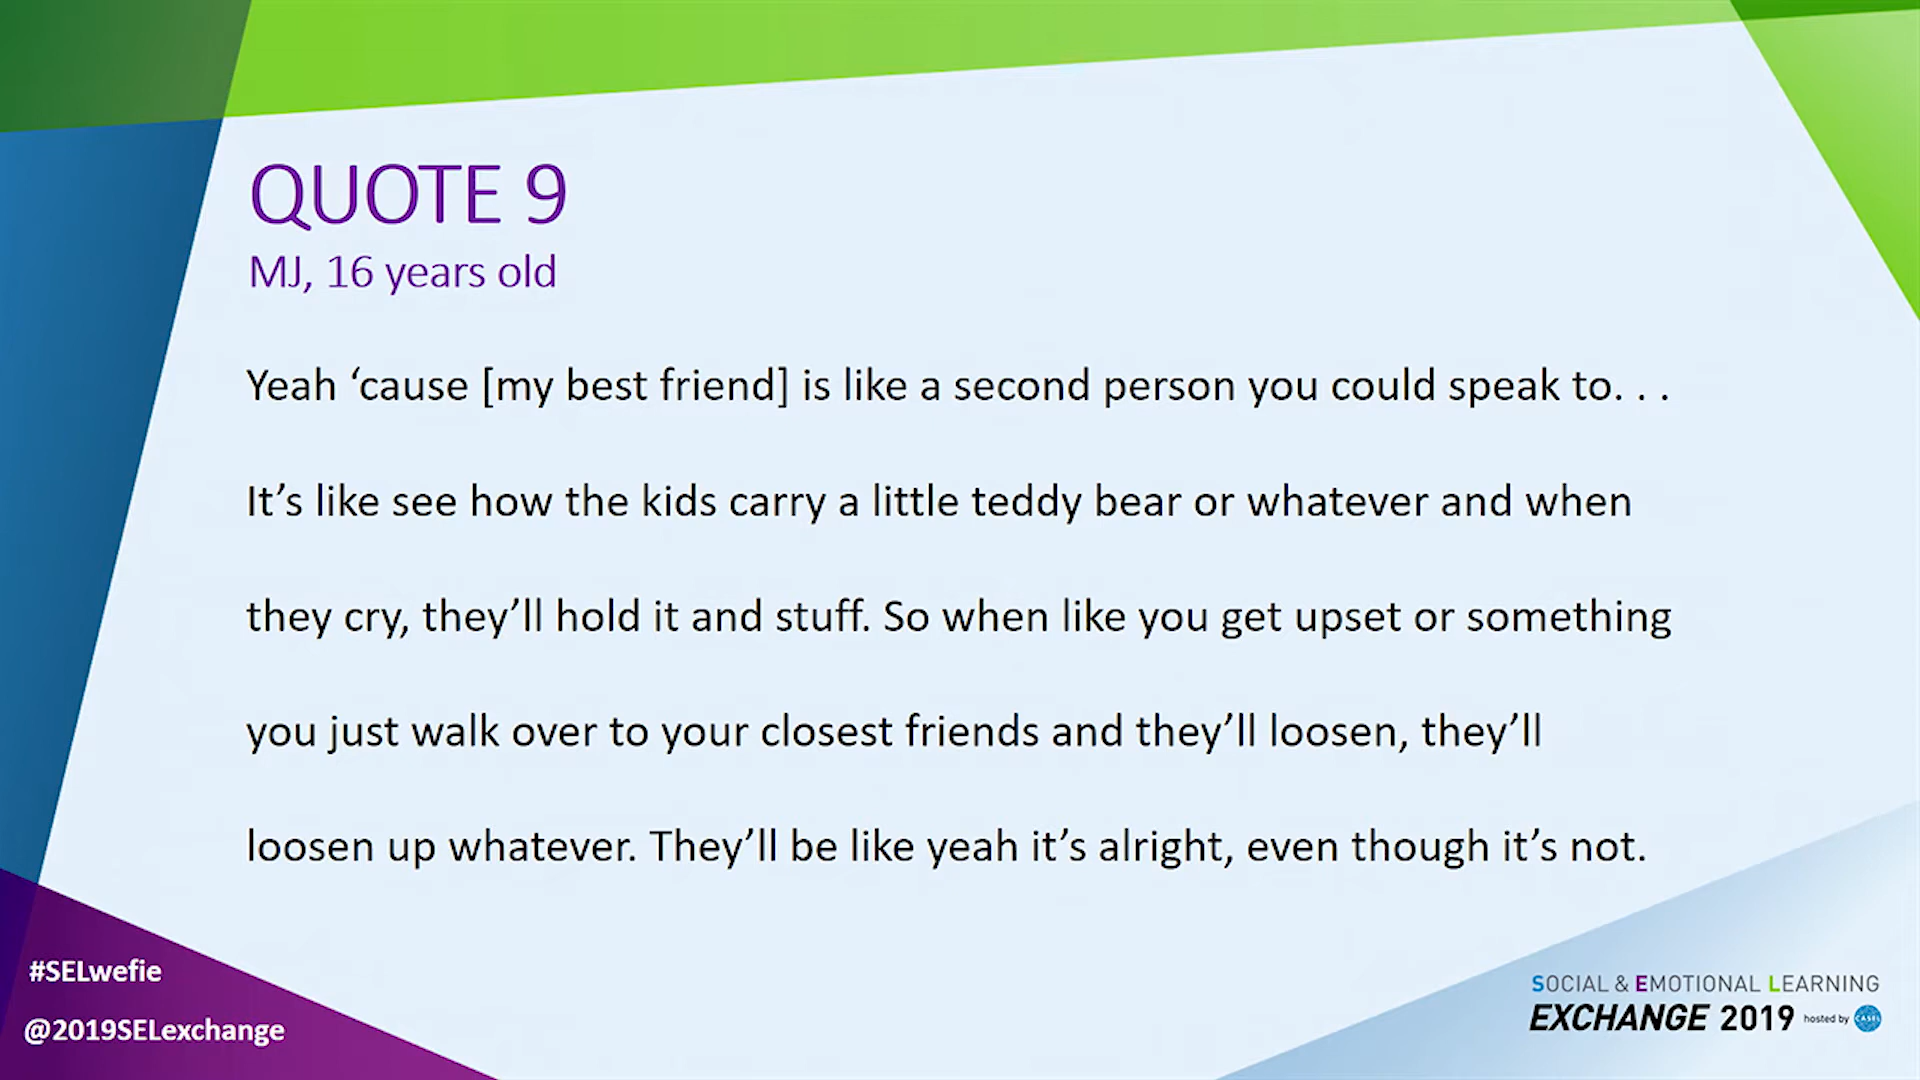 QUOTE 9
MJ, 16 years old
Yeah ‘cause [my best friend] is like a second person you could speak to. . .
It’s like see how the kids carry a little teddy bear or whatever and when
they cry, they’ll hold it and stuff. So when like you get upset or something
you just walk over to your closest friends and they’ll loosen, they’ll
loosen up whatever. They’ll be like yeah it’s alright, even though it’s not.
#SELwefie
@2019SELexchange
SOCIAL & EMOTIONAL LEARNING
EXCHANGE 2019 hosted by CASEL